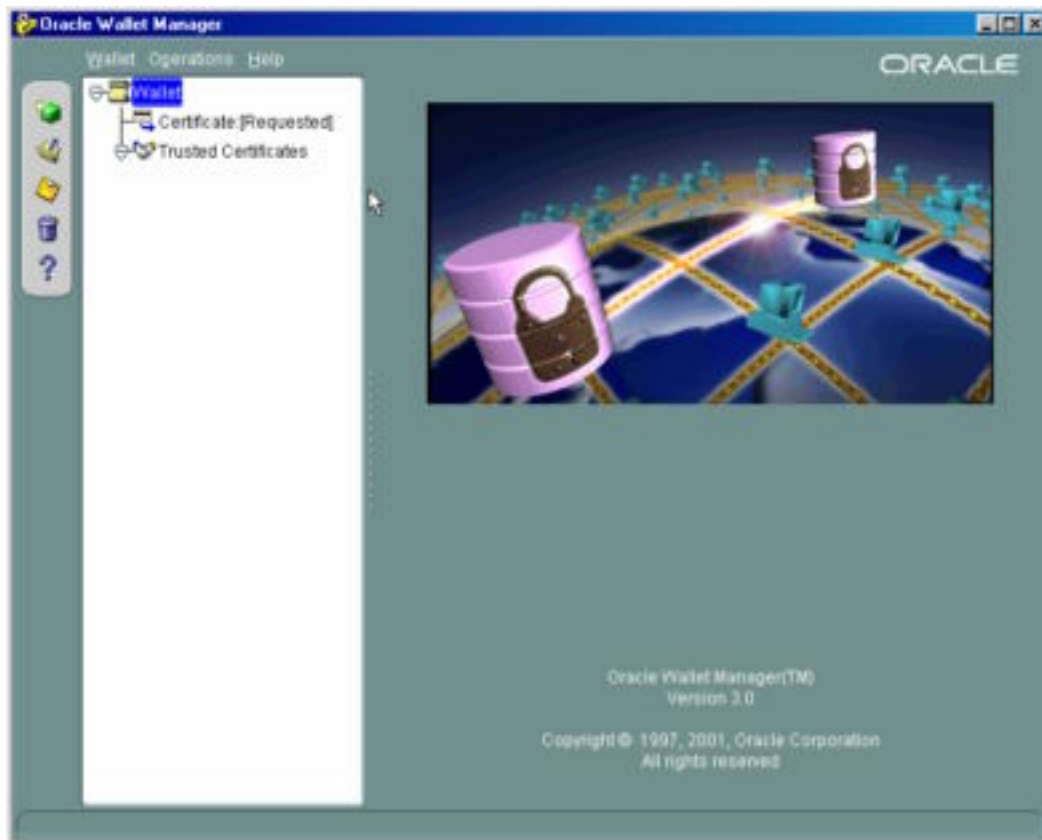 Oracle Wallet Manager
Wallet Operations Help
ORACLE
Wallet
Certificate:[Requested]
Trusted Certificates
?
Oracle Wallet Manager(TM)
Version 3.0
Copyright © 1997, 2001, Oracle Corporation
All rights reserved